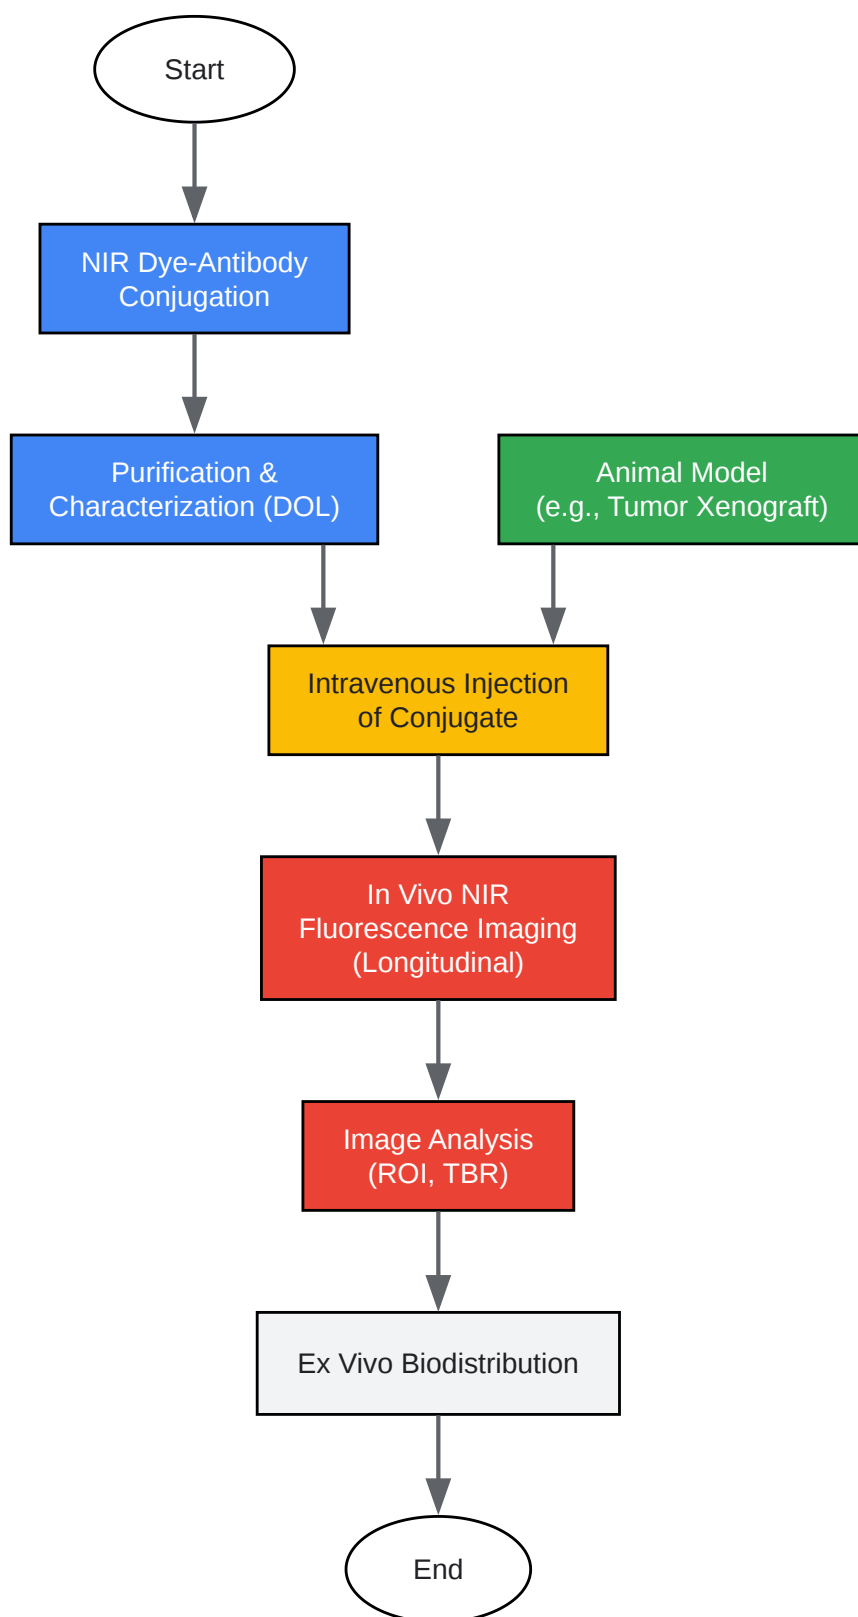 Start
NIR Dye-Antibody
Conjugation
Purification &
Characterization (DOL)
Animal Model
(e.g., Tumor Xenograft)
Intravenous Injection
of Conjugate
In Vivo NIR
Fluorescence Imaging
(Longitudinal)
Image Analysis
(ROI, TBR)
Ex Vivo Biodistribution
End